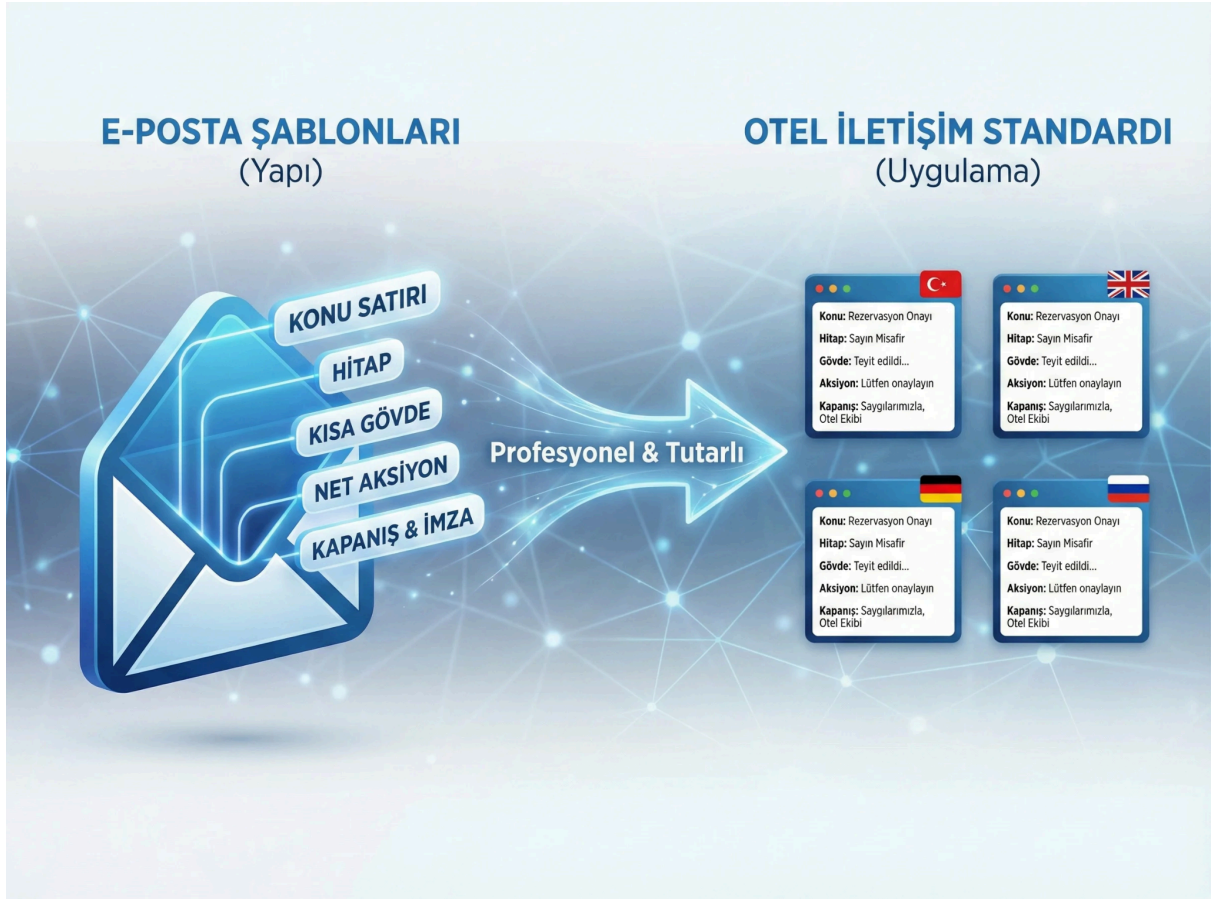 E-POSTA ŞABLONLARI
(Yapı)
KONU SATIRI
HİTAP
KISA GÖVDE
NET AKSİYON
KAPANIŞ & İMZA
Profesyonel & Tutarlı
OTEL İLETİŞİM STANDARDI
(Uygulama)
Konu: Rezervasyon Onayı
Hitap: Sayın Misafir
Gövde: Teyit edildi...
Aksiyon: Lütfen onaylayın
Kapanış: Saygılarımızla,
Otel Ekibi
Konu: Rezervasyon Onayı
Hitap: Sayın Misafir
Gövde: Teyit edildi...
Aksiyon: Lütfen onaylayın
Kapanış: Saygılarımızla,
Otel Ekibi
Konu: Rezervasyon Onayı
Hitap: Sayın Misafir
Gövde: Teyit edildi...
Aksiyon: Lütfen onaylayın
Kapanış: Saygılarımızla,
Otel Ekibi
Konu: Rezervasyon Onayı
Hitap: Sayın Misafir
Gövde: Teyit edildi...
Aksiyon: Lütfen onaylayın
Kapanış: Saygılarımızla,
Otel Ekibi